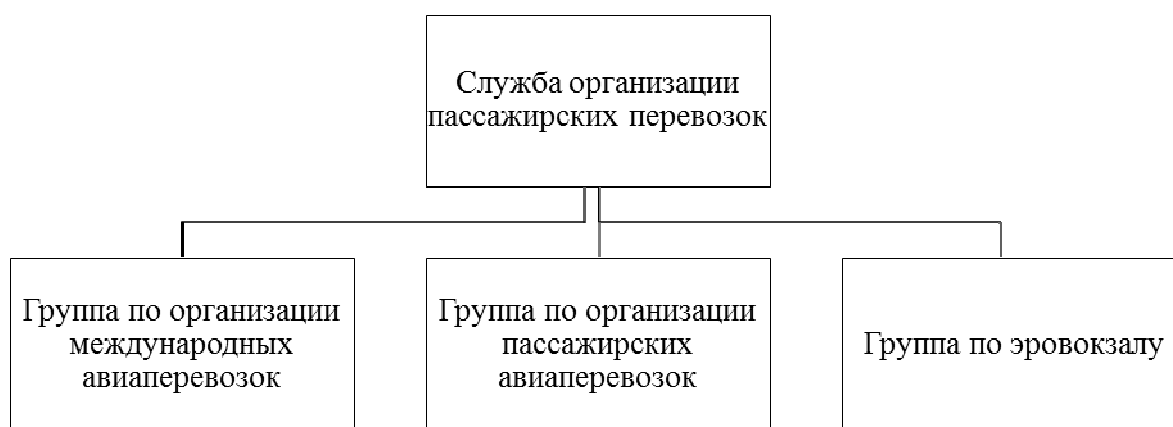 Служба организации
пассажирских перевозок
Группа по организации
международных
авиаперевозок
Группа по организации
пассажирских
авиаперевозок
Группа по эровокзалу